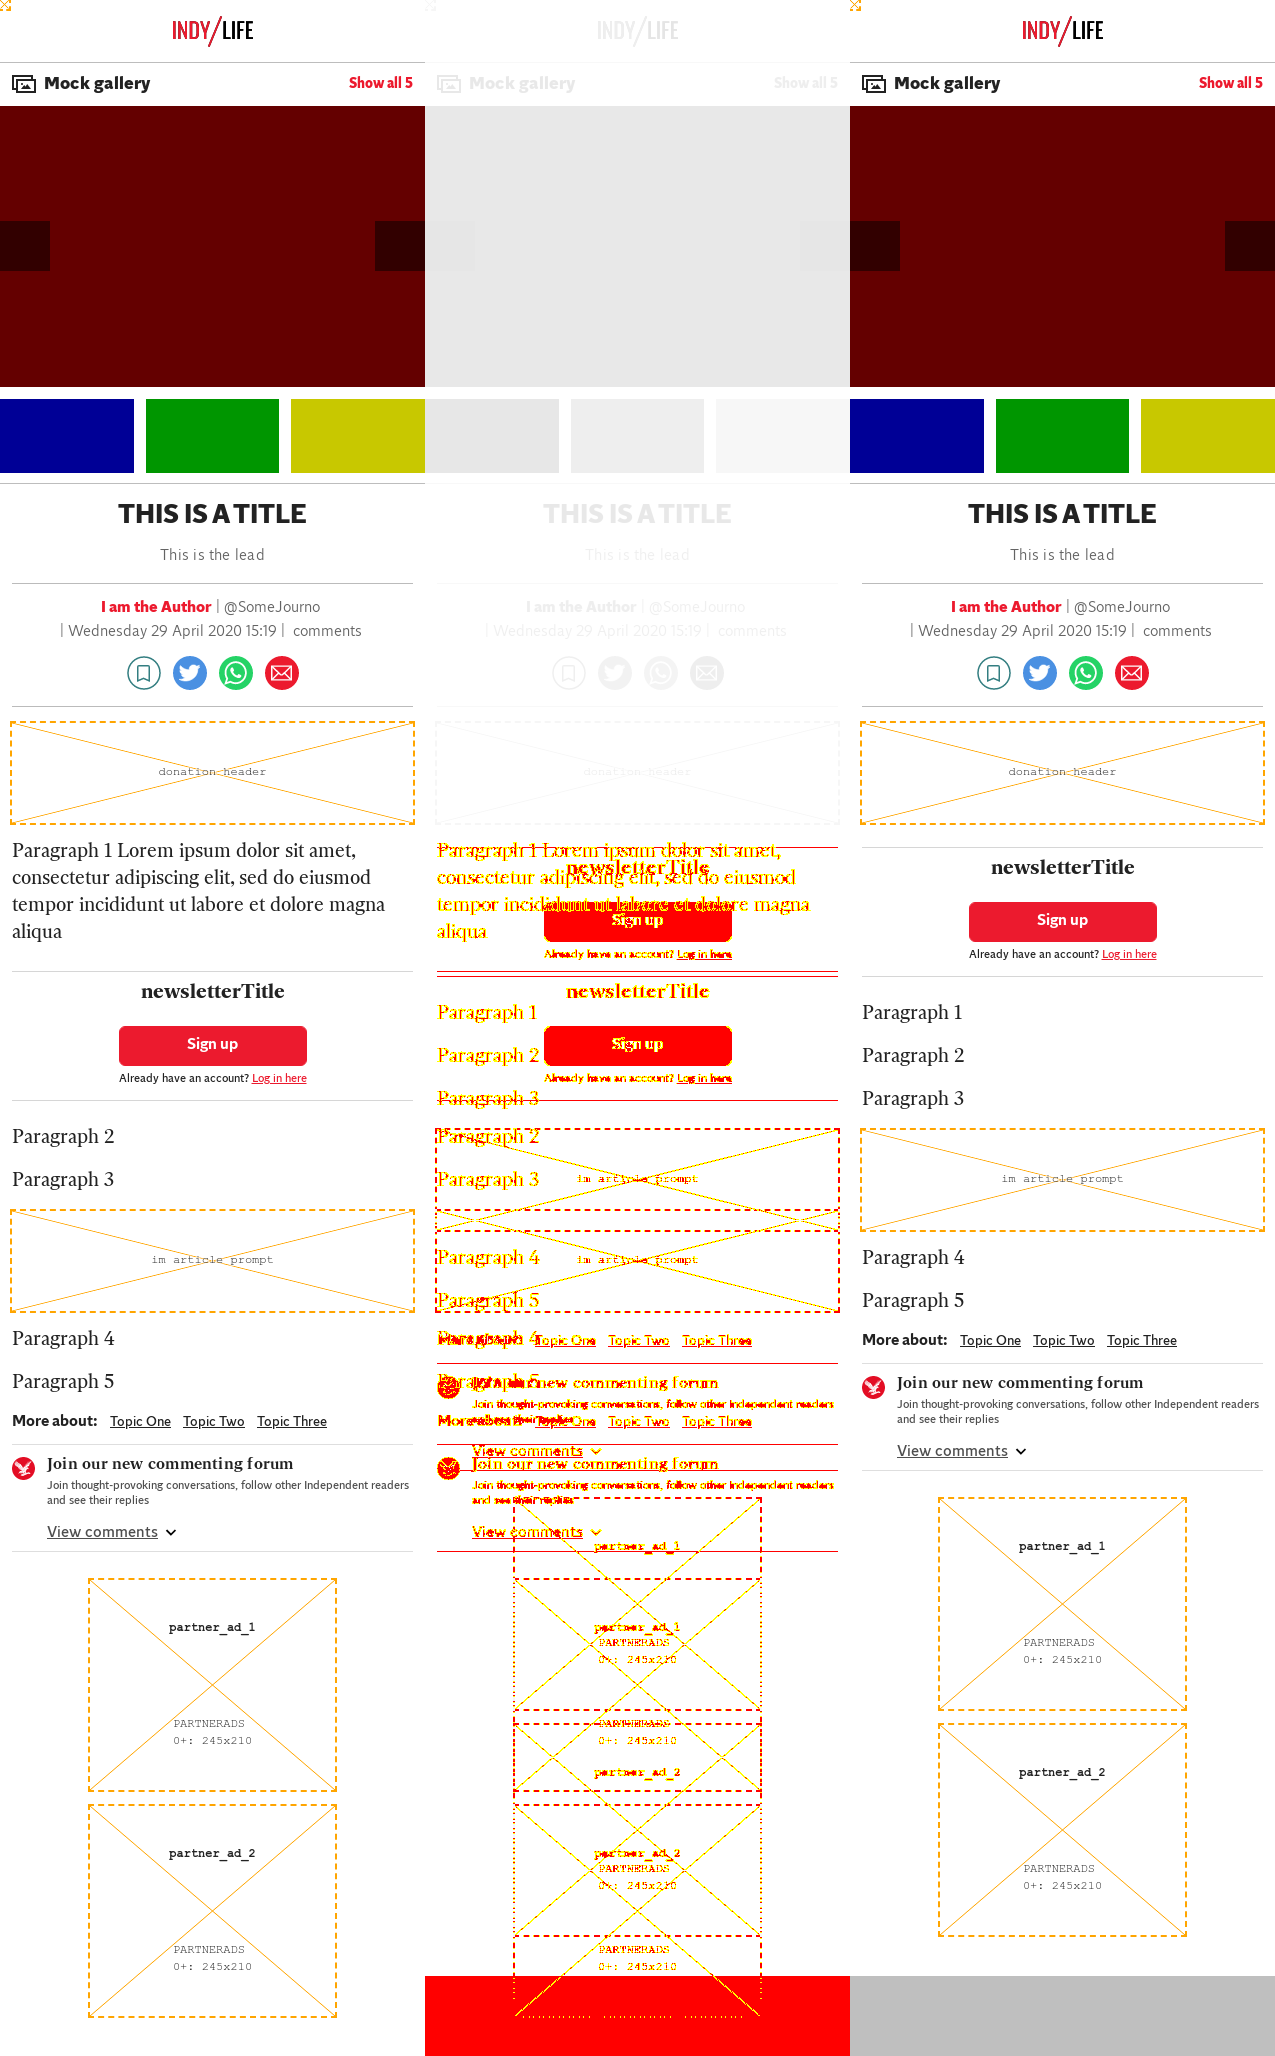 INDY/LIFE
Mock gallery Show all 5
THIS IS A TITLE
This is the lead
I am the Author | @SomeJourno
| Wednesday 29 April 2020 15:19 | comments
donation header
Paragraph 1 Lorem ipsum dolor sit amet,
consectetur adipiscing elit, sed do eiusmod
tempor incididunt ut labore et dolore magna
aliqua
newsletterTitle
Sign up
Already have an account? Log in here
Paragraph 2
Paragraph 3
im article prompt
Paragraph 4
Paragraph 5
More about: Topic One Topic Two Topic Three
Join our new commenting forum
Join thought-provoking conversations, follow other Independent readers
and see their replies
View comments
partner_ad_1
PARTNERADS
0+: 245x210
partner_ad_2
PARTNERADS
0+: 245x210
INDY/LIFE
Mock gallery Show all 5
THIS IS A TITLE
This is the lead
I am the Author | @SomeJourno
| Wednesday 29 April 2020 15:19 | comments
donation header
Paragraph 1 Lorem ipsum dolor sit amet,
newsletterTitle
consectetur adipiscing elit, sed do eiusmod
tempor incididunt ut labore et dolore magna
Sign up
aliqua
Already have an account? Log in here
newsletterTitle
Paragraph 1
Sign up
Paragraph 2
Already have an account? Log in here
Paragraph 3
Paragraph 2
Paragraph 3
im article prompt
Paragraph 4
im article prompt
Paragraph 5
Paragraph 4
Topic One Topic Two Topic Three
Paragraph 5
Join our new commenting forum
Join thought-provoking conversations, follow other Independent readers
More about: Topic One Topic Two Topic Three
View comments
Join our new commenting forum
Join thought-provoking conversations, follow other Independent readers
and see their replies
View comments
partner_ad_1
partner_ad_1
PARTNERADS
0+: 245x210
PARTNERADS
0+: 245x210
partner_ad_2
partner_ad_2
PARTNERADS
0+: 245x210
PARTNERADS
0+: 245x210
INDY/LIFE
Mock gallery Show all 5
THIS IS A TITLE
This is the lead
I am the Author | @SomeJourno
| Wednesday 29 April 2020 15:19 | comments
donation header
newsletterTitle
Sign up
Already have an account? Log in here
Paragraph 1
Paragraph 2
Paragraph 3
im article prompt
Paragraph 4
Paragraph 5
More about: Topic One Topic Two Topic Three
Join our new commenting forum
Join thought-provoking conversations, follow other Independent readers
and see their replies
View comments
partner_ad_1
PARTNERADS
0+: 245x210
partner_ad_2
PARTNERADS
0+: 245x210